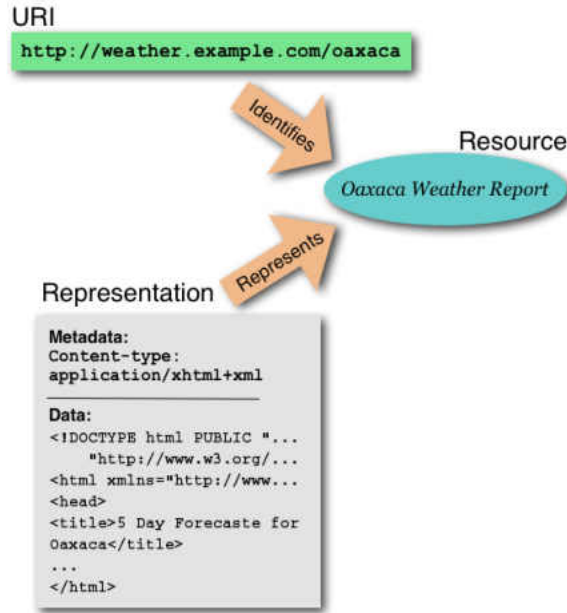 URI
http://weather.example.com/oaxaca
Identifies
Resource
Oaxaca Weather Report
Represents
Representation
Metadata:
Content-type:
application/xhtml+xml
Data:
<!DOCTYPE html PUBLIC "...
"http://www.w3.org/...
<html xmlns="http://www...
<head>
<title>5 Day Forecaste for
Oaxaca</title>
...
</html>